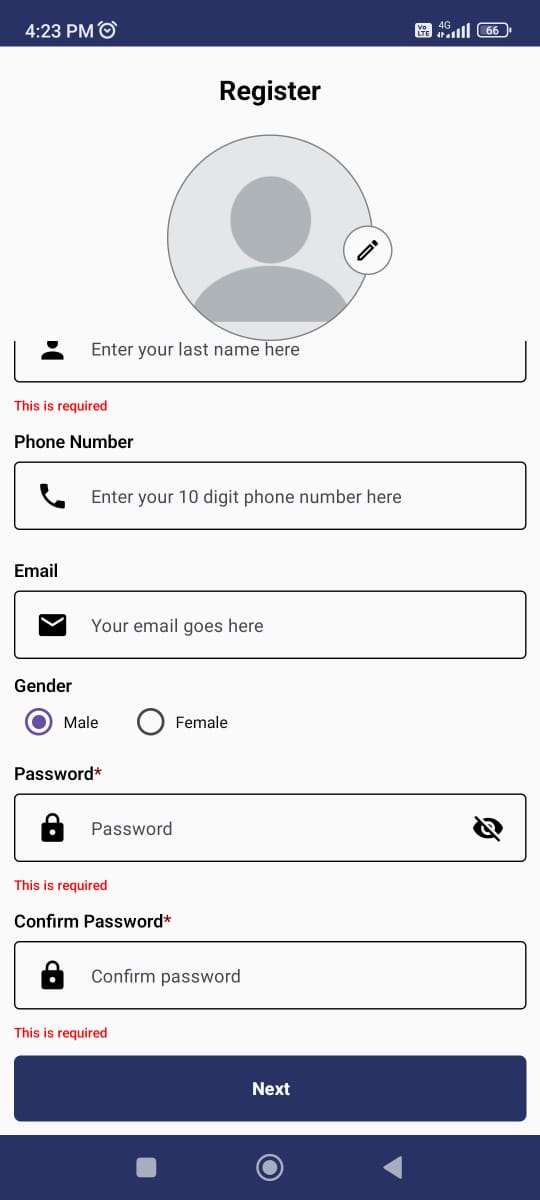 4:23 PM
Vo LTE 4G 66
Register
Enter your last name here
This is required
Phone Number
Enter your 10 digit phone number here
Email
Your email goes here
Gender
Male Female
Password*
Password
This is required
Confirm Password*
Confirm password
This is required
Next